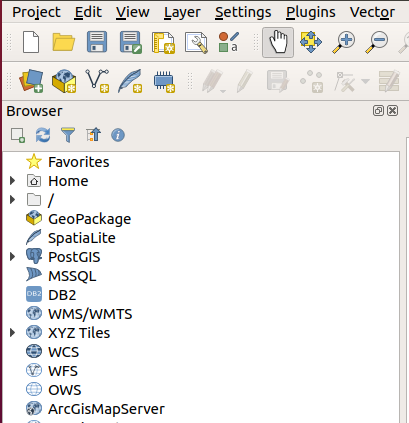 Project Edit View Layer Settings Plugins Vector
a
Browser
Favorites
Home
/
GeoPackage
SpatiaLite
PostGIS
MSSQL
DB2 DB2
WMS/WMTS
XYZ Tiles
WCS
WFS
OWS
ArcGisMapServer